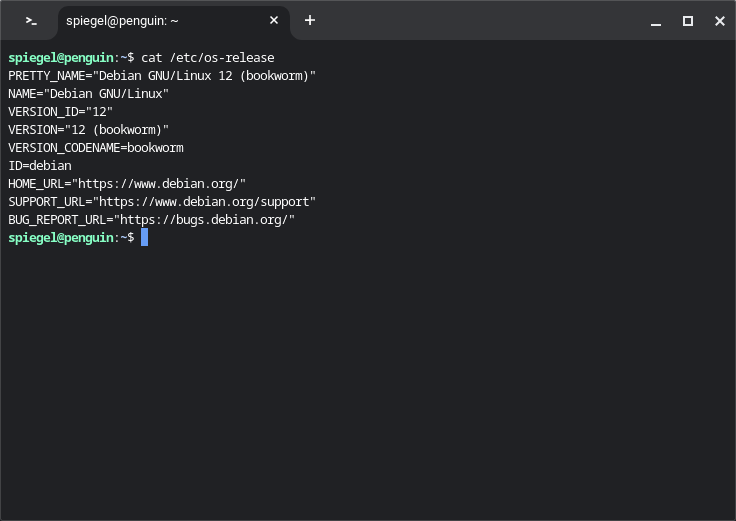 spiegel@penguin: ~
spiegel@penguin:~$ cat /etc/os-release
PRETTY_NAME="Debian GNU/Linux 12 (bookworm)"
NAME="Debian GNU/Linux"
VERSION_ID="12"
VERSION="12 (bookworm)"
VERSION_CODENAME=bookworm
ID=debian
HOME_URL="https://www.debian.org/"
SUPPORT_URL="https://www.debian.org/support"
BUG_REPORT_URL="https://bugs.debian.org/"
spiegel@penguin:~$